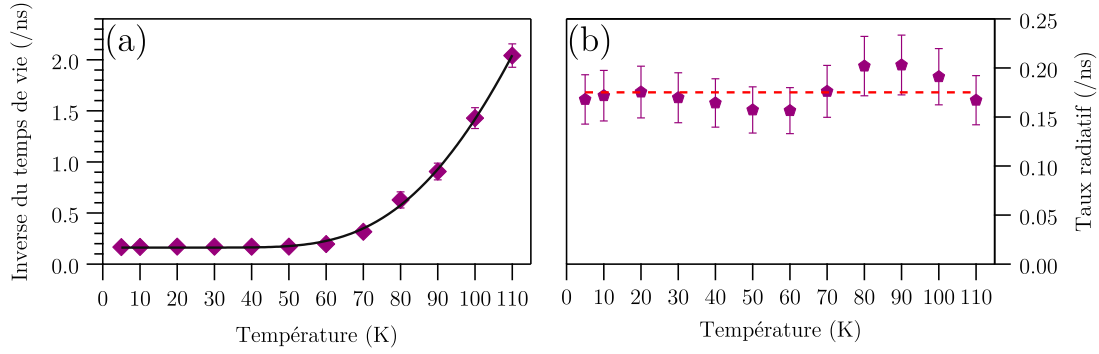 (a)
Inverse du temps de vie (/ns)
2.0
1.5
1.0
0.5
0.0
0 10 20 30 40 50 60 70 80 90 100 110
Température (K)
(b)
0.25
0.20
0.15
0.10
0.05
0.00
Taux radiatif (/ns)
0 10 20 30 40 50 60 70 80 90 100 110
Température (K)